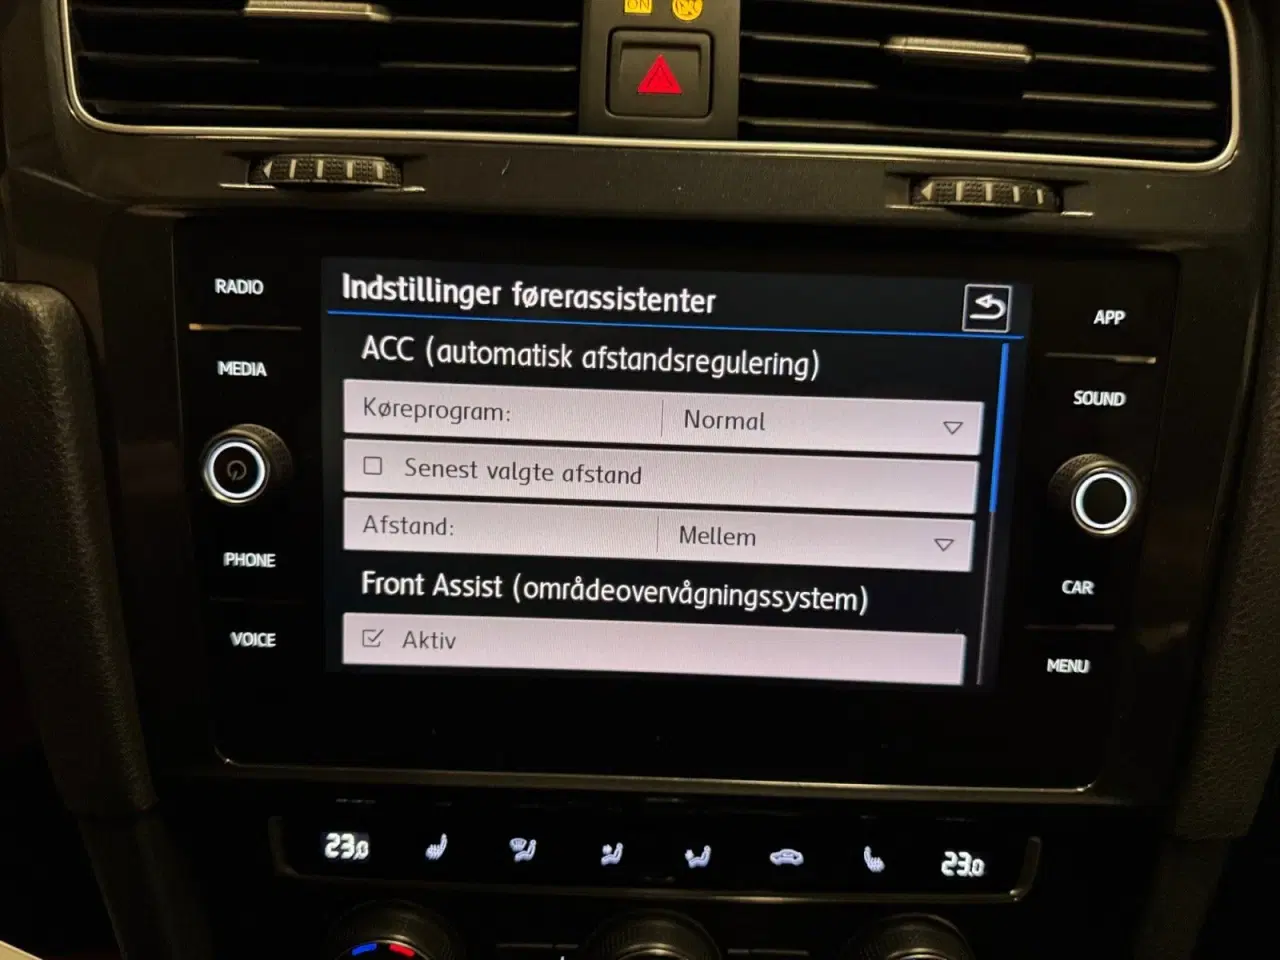 ON
RADIO
MEDIA
PHONE
VOICE
Indstillinger førerassistenter
ACC (automatisk afstandsregulering)
Køreprogram: Normal
Senest valgte afstand
Afstand: Mellem
Front Assist (områdeovervågningssystem)
Aktiv
APP
SOUND
CAR
MENU
23,0
23,0